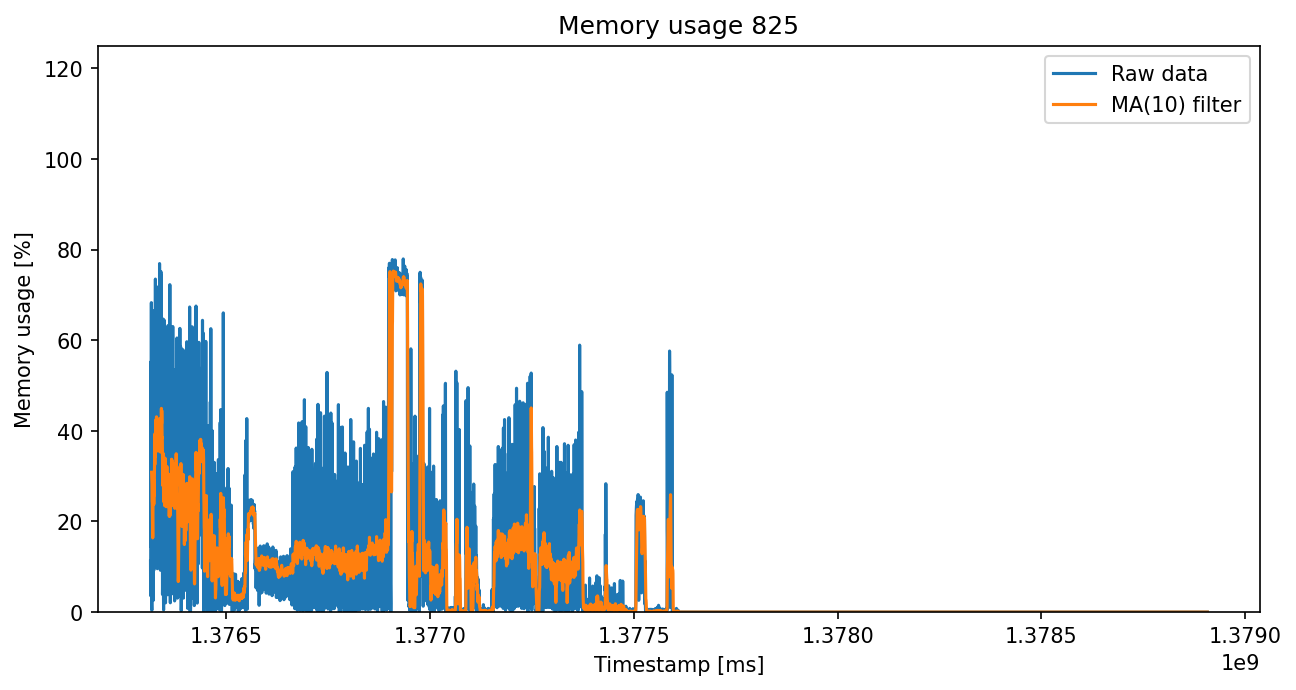 Memory usage 825
Raw data
MA(10) filter
Memory usage [%]
120
100
80
60
40
20
0
1.3765 1.3770 1.3775 1.3780 1.3785 1.3790
1e9
Timestamp [ms]